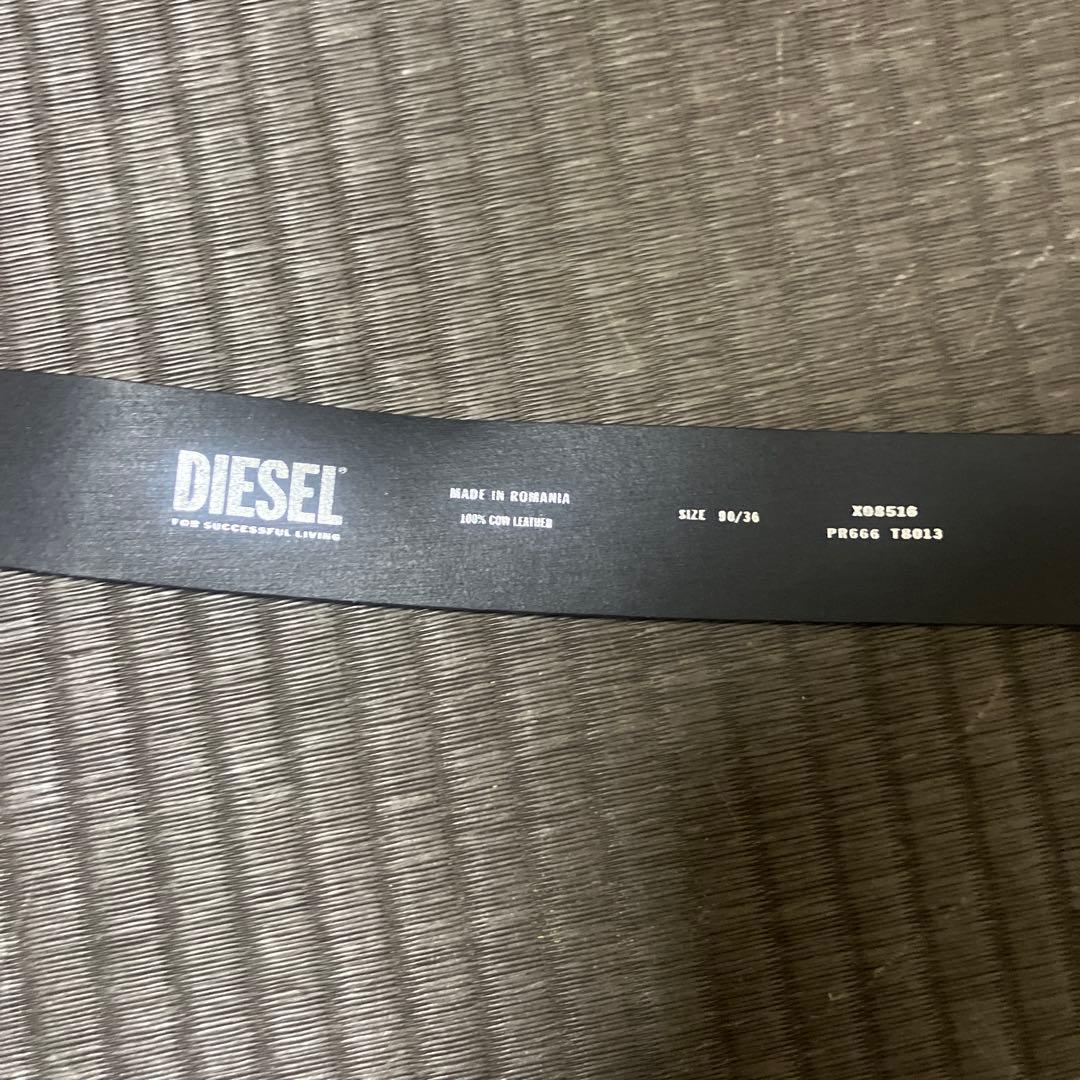 DIESEL®
FOR SUCCESSFUL LIVING
MADE IN ROMANIA
100% COW LEATHER
SIZE 90/36
X08516
PR666 T8013